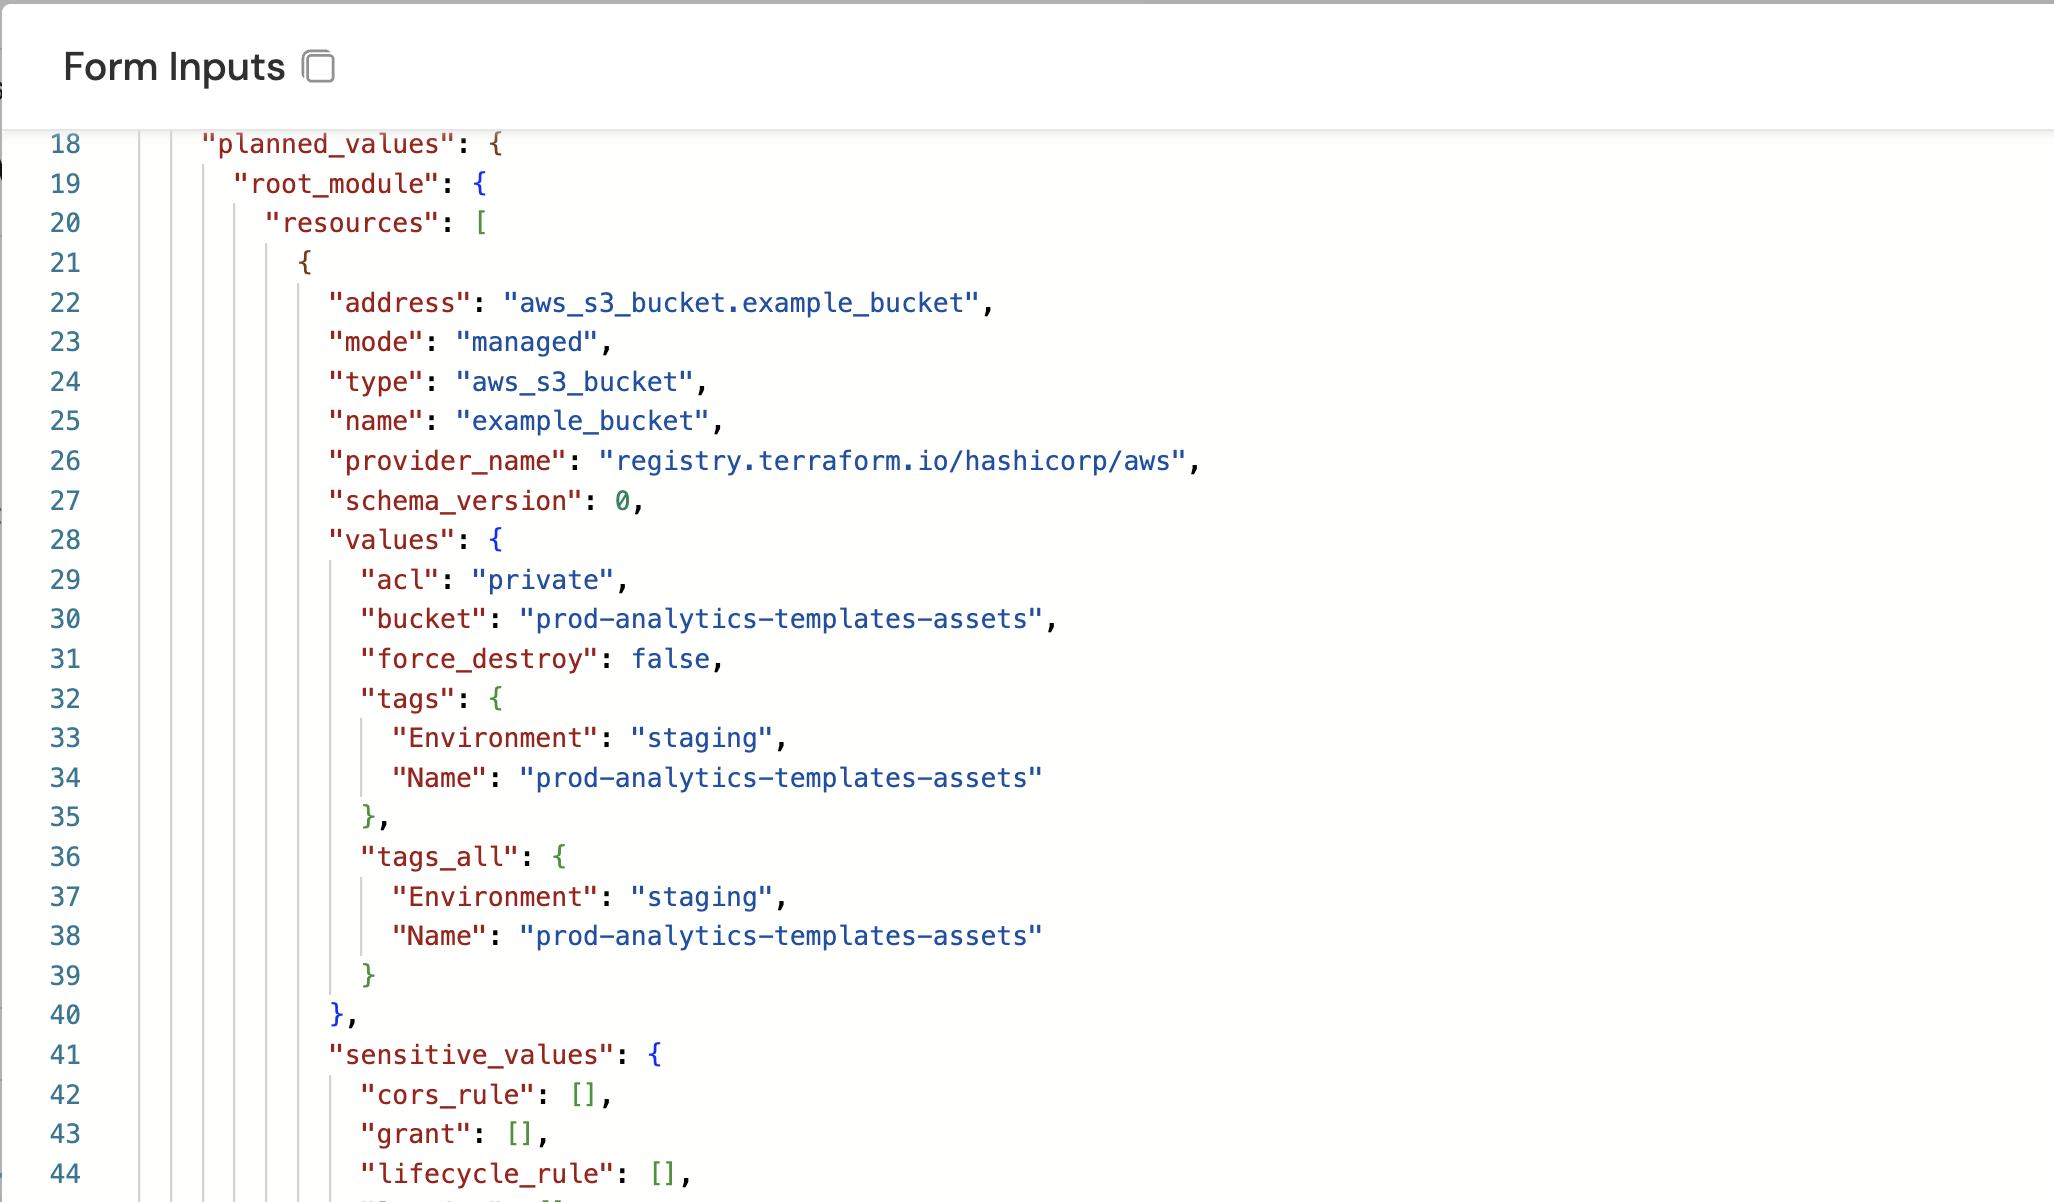 Form Inputs
18 "planned_values": {
19 "root_module": {
20 "resources": [
21 {
22 "address": "aws_s3_bucket.example_bucket",
23 "mode": "managed",
24 "type": "aws_s3_bucket",
25 "name": "example_bucket",
26 "provider_name": "registry.terraform.io/hashicorp/aws",
27 "schema_version": 0,
28 "values": {
29 "acl": "private",
30 "bucket": "prod-analytics-templates-assets",
31 "force_destroy": false,
32 "tags": {
33 "Environment": "staging",
34 "Name": "prod-analytics-templates-assets"
35 },
36 "tags_all": {
37 "Environment": "staging",
38 "Name": "prod-analytics-templates-assets"
39 }
40 },
41 "sensitive_values": {
42 "cors_rule": [],
43 "grant": [],
44 "lifecycle_rule": [],